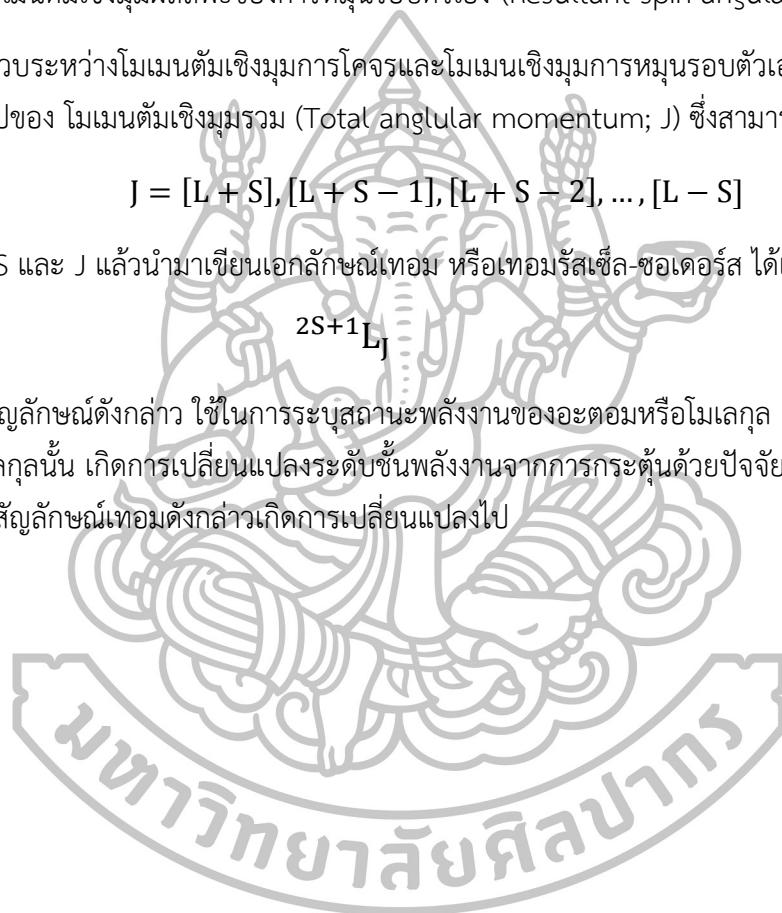 เมนตัมเชิงมุมผลลัพธ์ของการหมุนรอบตัวเอง (Resultant spin angula
วบระหว่างโมเมนตัมเชิงมุมการโคจรและโมเมนเชิงมุมการหมุนรอบตัวเอ
ปของ โมเมนตัมเชิงมุมรวม (Total anglular momentum; J) ซึ่งสามาร
J = [L + S], [L + S − 1], [L + S − 2], … , [L − S]
S และ J แล้วนำมาเขียนเอกลักษณ์เทอม หรือเทอมรัสเซ็ล-ซอเดอร์ส ได้
²ˢ⁺¹L_J
ญลักษณ์ดังกล่าว ใช้ในการระบุสถานะพลังงานของอะตอมหรือโมเลกุล
ลกุลนั้น เกิดการเปลี่ยนแปลงระดับชั้นพลังงานจากการกระตุ้นด้วยปัจจัย
สัญลักษณ์เทอมดังกล่าวเกิดการเปลี่ยนแปลงไป
มหาวิทยาลัยศิลปากร